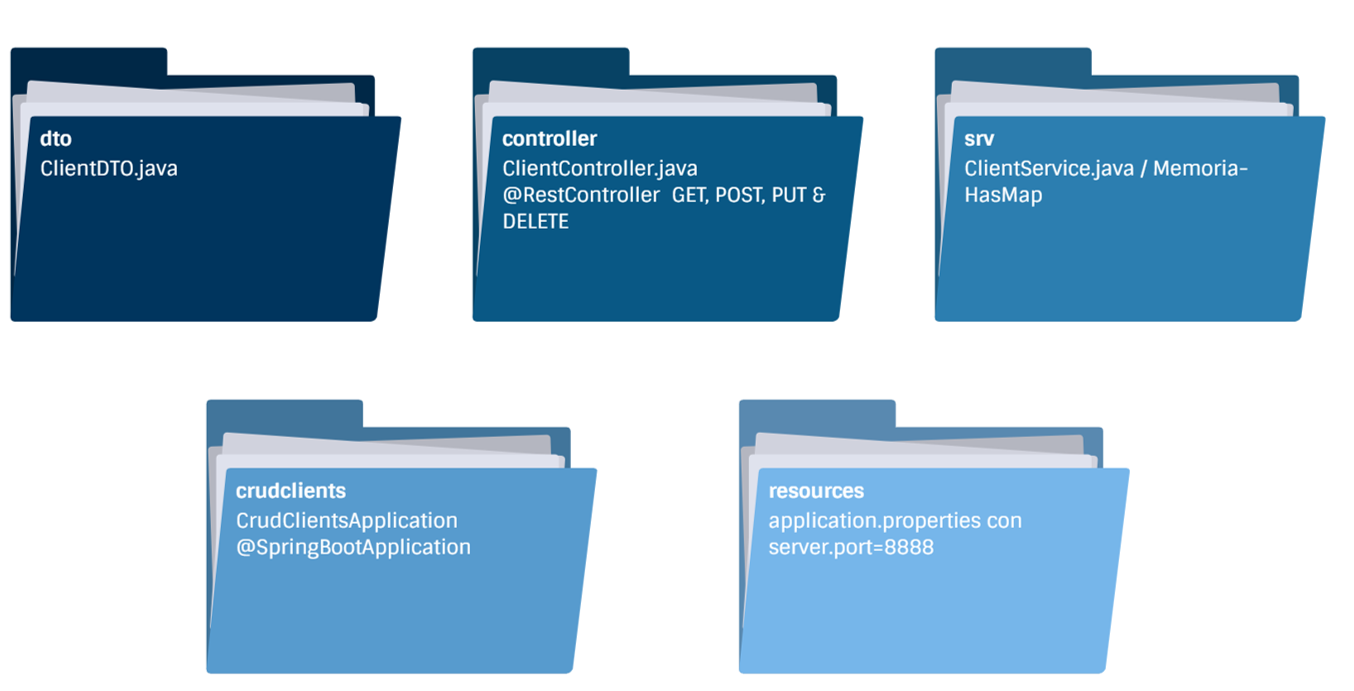 dto
ClientDTO.java
controller
ClientController.java
@RestController  GET, POST, PUT &
DELETE
srv
ClientService.java / Memoria-
HasMap
crudclients
CrudClientsApplication
@SpringBootApplication
resources
application.properties con
server.port=8888